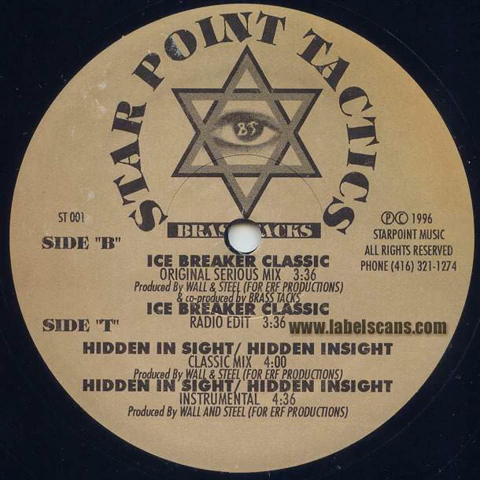 STAR POINT TACTICS
BT
BRASS TACKS
ST 001
SIDE "B"
℗© 1996
STARPOINT MUSIC
ALL RIGHTS RESERVED
PHONE (416) 321-1274
ICE BREAKER CLASSIC
ORIGINAL SERIOUS MIX 3:36
Produced By WALL & STEEL (FOR ERF PRODUCTIONS)
& co-produced by BRASS TACKS
ICE BREAKER CLASSIC
SIDE "T"
RADIO EDIT 3:36
www.labelscans.com
HIDDEN IN SIGHT/ HIDDEN INSIGHT
CLASSIC MIX 4:00
Produced By WALL & STEEL (FOR ERF PRODUCTIONS)
HIDDEN IN SIGHT/ HIDDEN INSIGHT
INSTRUMENTAL 4:36
Produced By WALL AND STEEL (FOR ERF PRODUCTIONS)